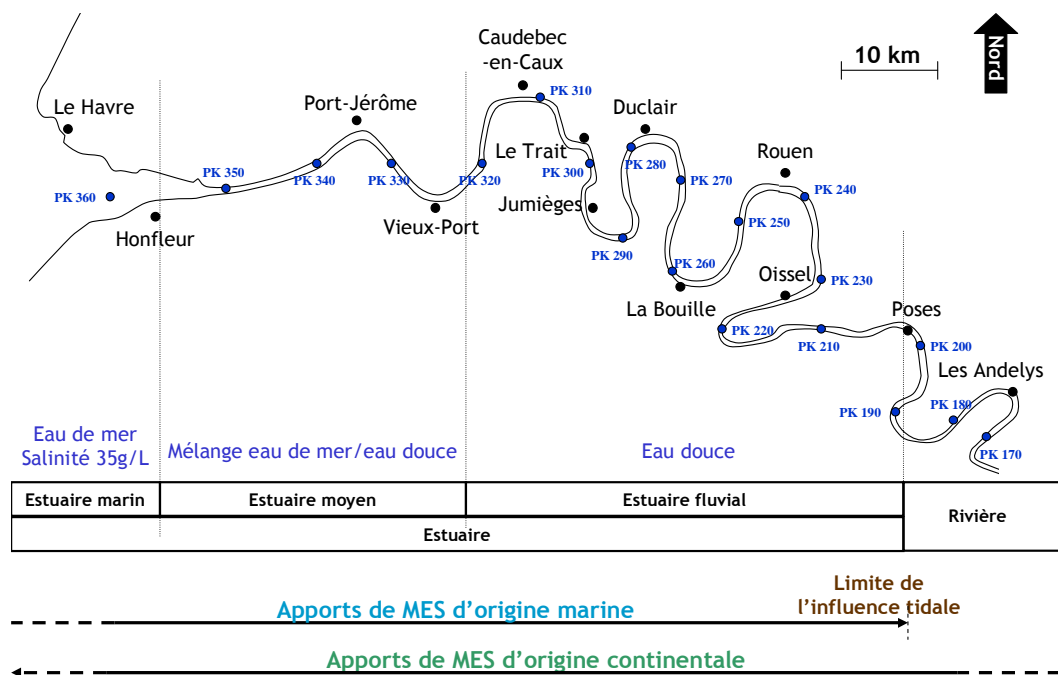 Caudebec
-en-Caux
10 km
Nord
PK 310
Le Havre
Port-Jérôme
Duclair
Le Trait
PK 280
Rouen
PK 350
PK 340
PK 330
PK 320
PK 300
PK 270
PK 240
PK 360
Jumièges
Honfleur
Vieux-Port
PK 250
PK 290
PK 260
Oissel
PK 230
La Bouille
Poses
PK 220
PK 210
PK 200
Les Andelys
PK 190
PK 180
PK 170
Eau de mer
Salinité 35g/L
Mélange eau de mer/eau douce
Eau douce
Estuaire marin
Estuaire moyen
Estuaire fluvial
Rivière
Estuaire
Limite de
l’influence tidale
Apports de MES d’origine marine
Apports de MES d’origine continentale